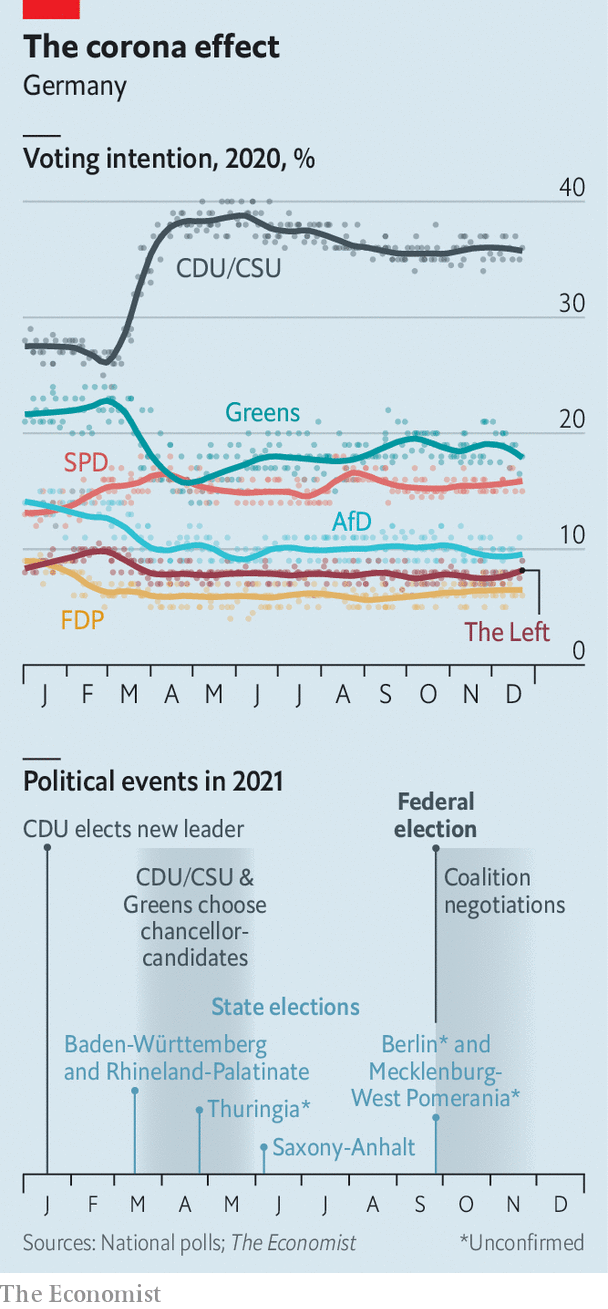 The corona effect
Germany
Voting intention, 2020, %
40
CDU/CSU
30
Greens
20
SPD
AfD
10
FDP
The Left
0
J F M A M J J A S O N D
Political events in 2021
CDU elects new leader
Federal
election
CDU/CSU &
Greens choose
chancellor-
candidates
Coalition
negotiations
State elections
Baden-Württemberg
and Rhineland-Palatinate
Berlin* and
Mecklenburg-
West Pomerania*
Thuringia*
Saxony-Anhalt
J F M A M J J A S O N D
Sources: National polls; The Economist
*Unconfirmed
The Economist